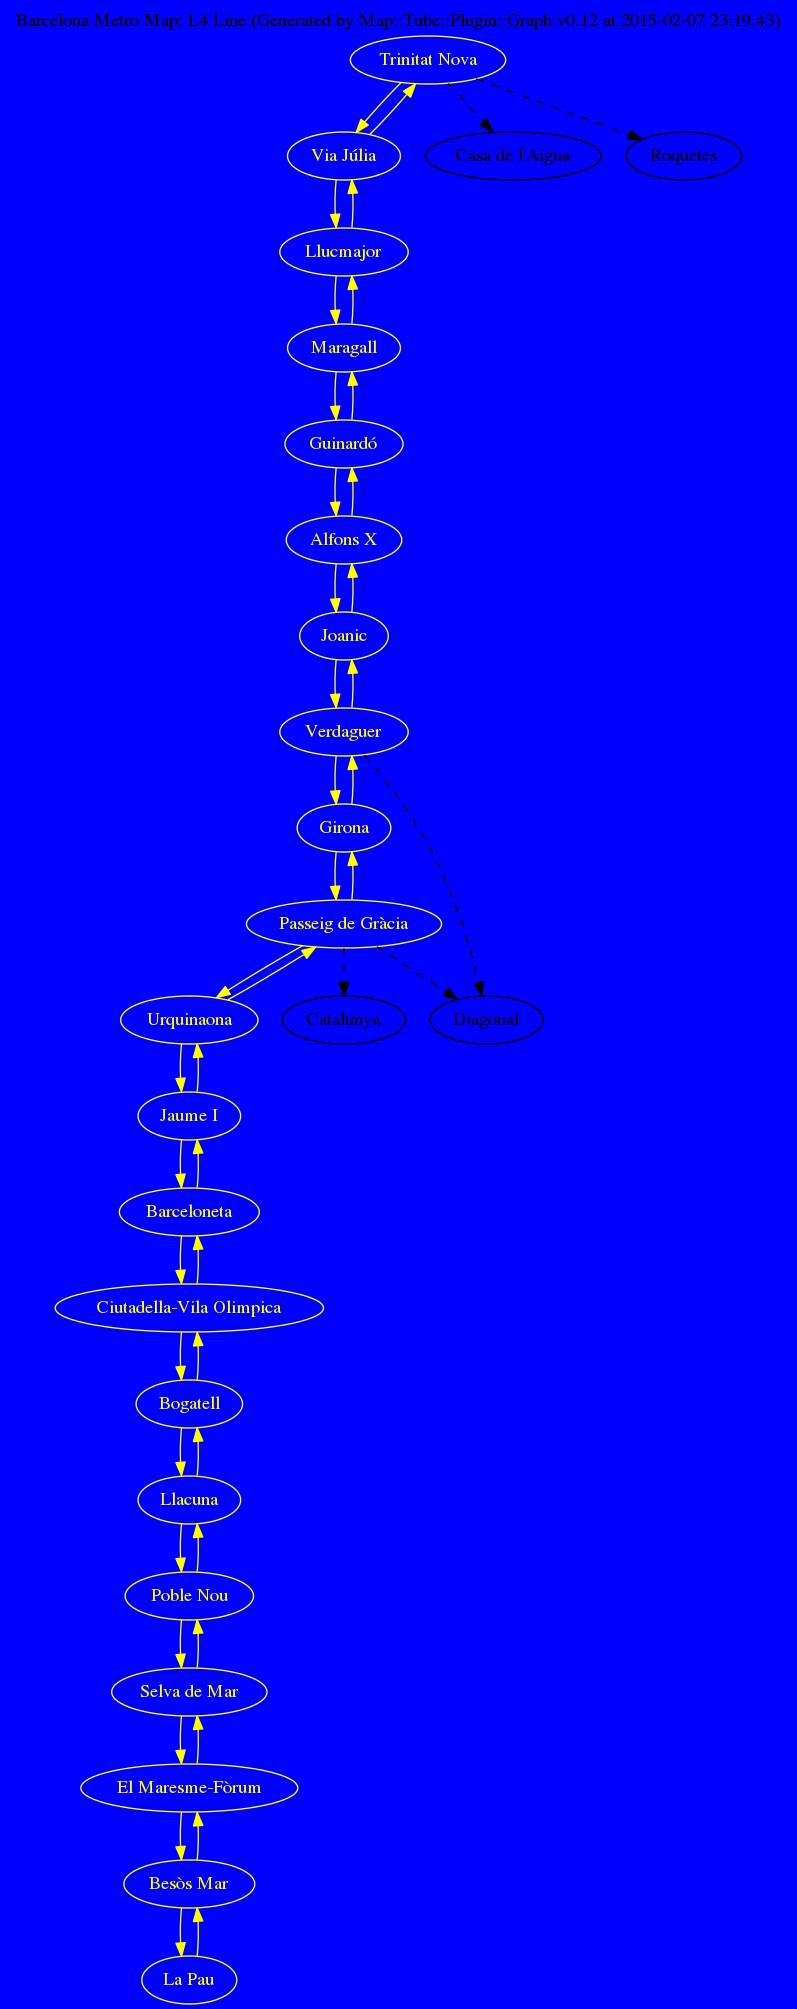 Barcelona Metro Map: L4 Line (Generated by Map::Tube::Plugin::Graph v0.12 at 2015-02-07 23:19:43)
Trinitat Nova
Via Júlia
Casa de l'Aigua
Roquetes
Llucmajor
Maragall
Guinardó
Alfons X
Joanic
Verdaguer
Girona
Passeig de Gràcia
Urquinaona
Catalunya
Diagonal
Jaume I
Barceloneta
Ciutadella-Vila Olimpica
Bogatell
Llacuna
Poble Nou
Selva de Mar
El Maresme-Fòrum
Besòs Mar
La Pau